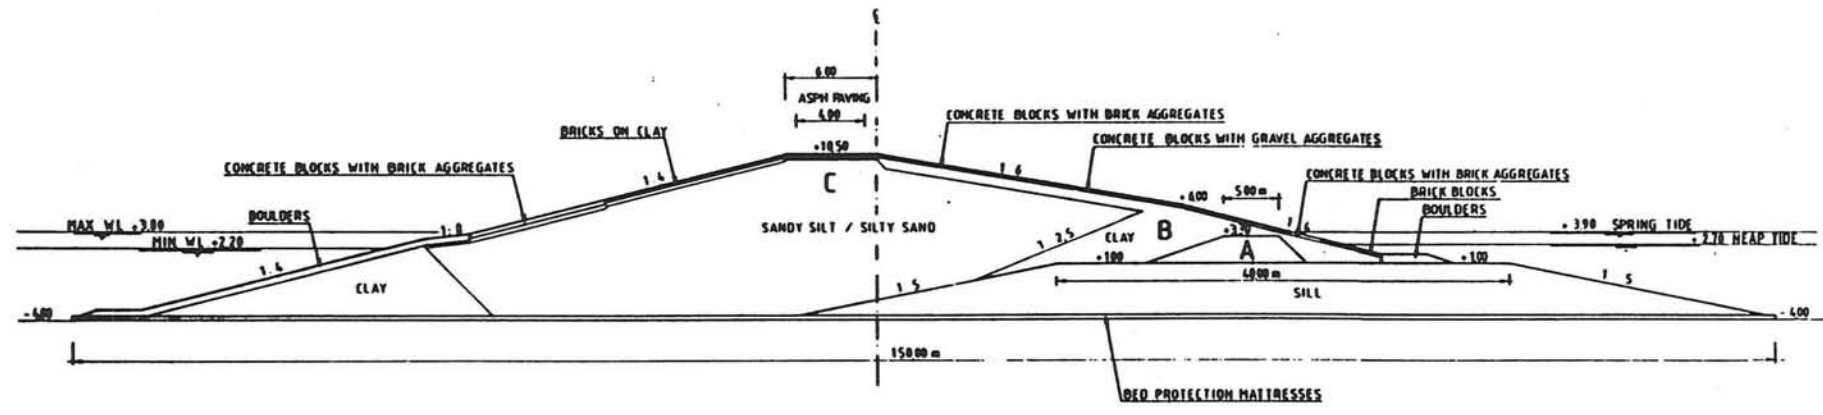 ℄
6.00
ASPH PAVING
4.00
CONCRETE BLOCKS WITH BRICK AGGREGATES
BRICKS ON CLAY
CONCRETE BLOCKS WITH GRAVEL AGGREGATES
+10,50
CONCRETE BLOCKS WITH BRICK AGGREGATES
1:4
C
1 6
CONCRETE BLOCKS WITH BRICK AGGREGATES
5.00 m
BRICK BLOCKS
+6,00
BOULDERS
BOULDERS
MAX WL +3.80
1:8
SANDY SILT / SILTY SAND
B
CLAY
1 6
+ 3.90 SPRING TIDE
MIN WL +2.20
+ 2.70 HEAP TIDE
1 2,5
A
1:4
+1.00
+1.00
40.00 m
CLAY
1 5
SILL
1 5
- 4.00
- 4.00
150.00 m
BED PROTECTION MATTRESSES